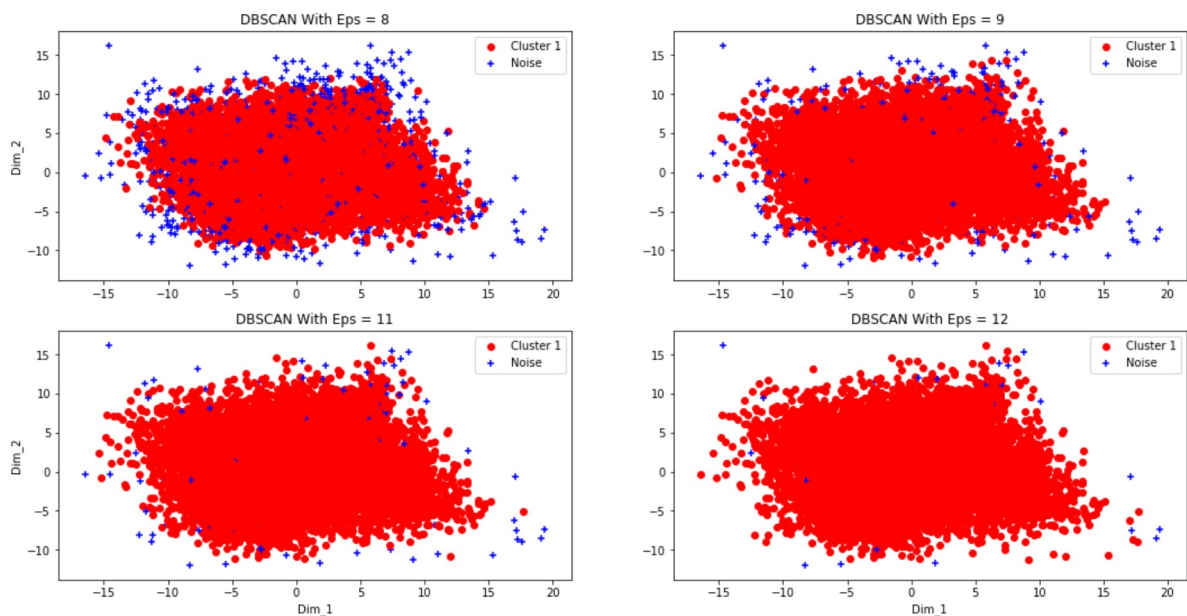 DBSCAN With Eps = 8
Cluster 1
Noise
15
10
5
0
−5
−10
Dim_2
−15 −10 −5 0 5 10 15 20
DBSCAN With Eps = 9
Cluster 1
Noise
15
10
5
0
−5
−10
−15 −10 −5 0 5 10 15 20
DBSCAN With Eps = 11
Cluster 1
Noise
15
10
5
0
−5
−10
Dim_2
−15 −10 −5 0 5 10 15 20
Dim_1
DBSCAN With Eps = 12
Cluster 1
Noise
15
10
5
0
−5
−10
−15 −10 −5 0 5 10 15 20
Dim_1